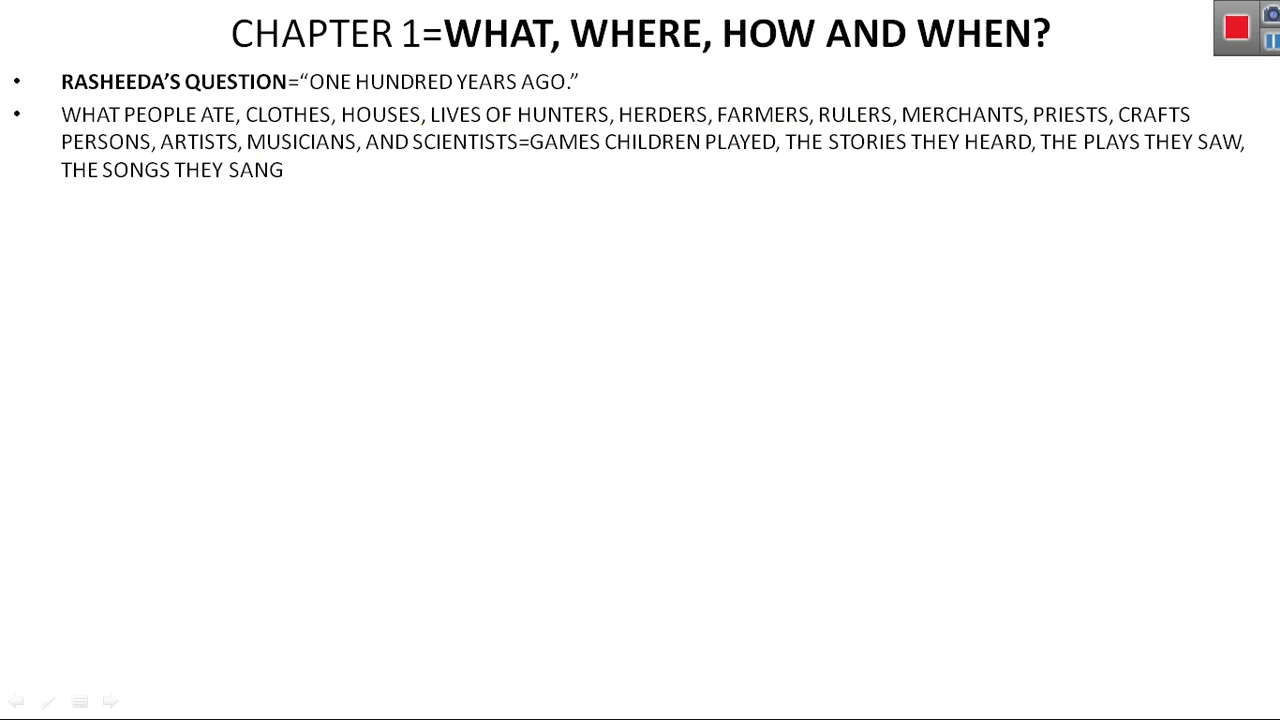 CHAPTER 1=WHAT, WHERE, HOW AND WHEN?
• RASHEEDA’S QUESTION=“ONE HUNDRED YEARS AGO.”
• WHAT PEOPLE ATE, CLOTHES, HOUSES, LIVES OF HUNTERS, HERDERS, FARMERS, RULERS, MERCHANTS, PRIESTS, CRAFTS
PERSONS, ARTISTS, MUSICIANS, AND SCIENTISTS=GAMES CHILDREN PLAYED, THE STORIES THEY HEARD, THE PLAYS THEY SAW,
THE SONGS THEY SANG